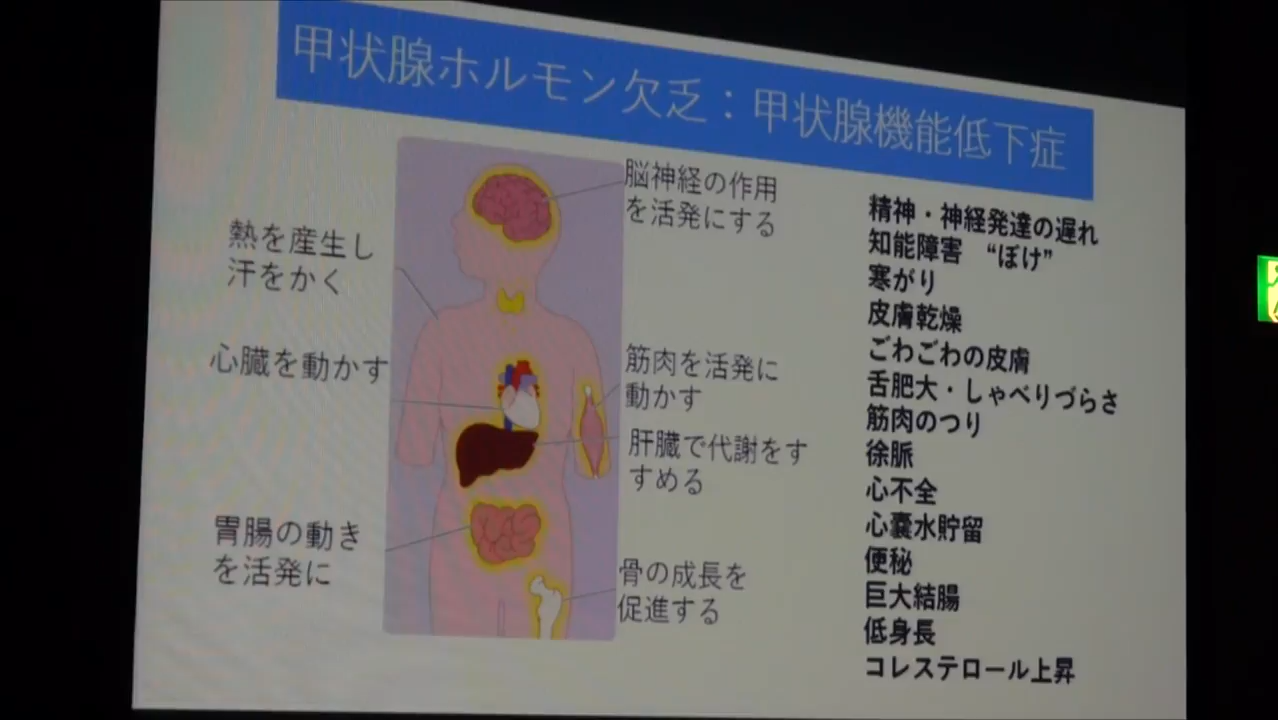 甲状腺ホルモン欠乏：甲状腺機能低下症
熱を産生し
汗をかく
心臓を動かす
胃腸の動き
を活発に
脳神経の作用
を活発にする
筋肉を活発に
動かす
肝臓で代謝をす
すめる
骨の成長を
促進する
精神・神経発達の遅れ
知能障害　“ぼけ”
寒がり
皮膚乾燥
ごわごわの皮膚
舌肥大・しゃべりづらさ
筋肉のつり
徐脈
心不全
心嚢水貯留
便秘
巨大結腸
低身長
コレステロール上昇